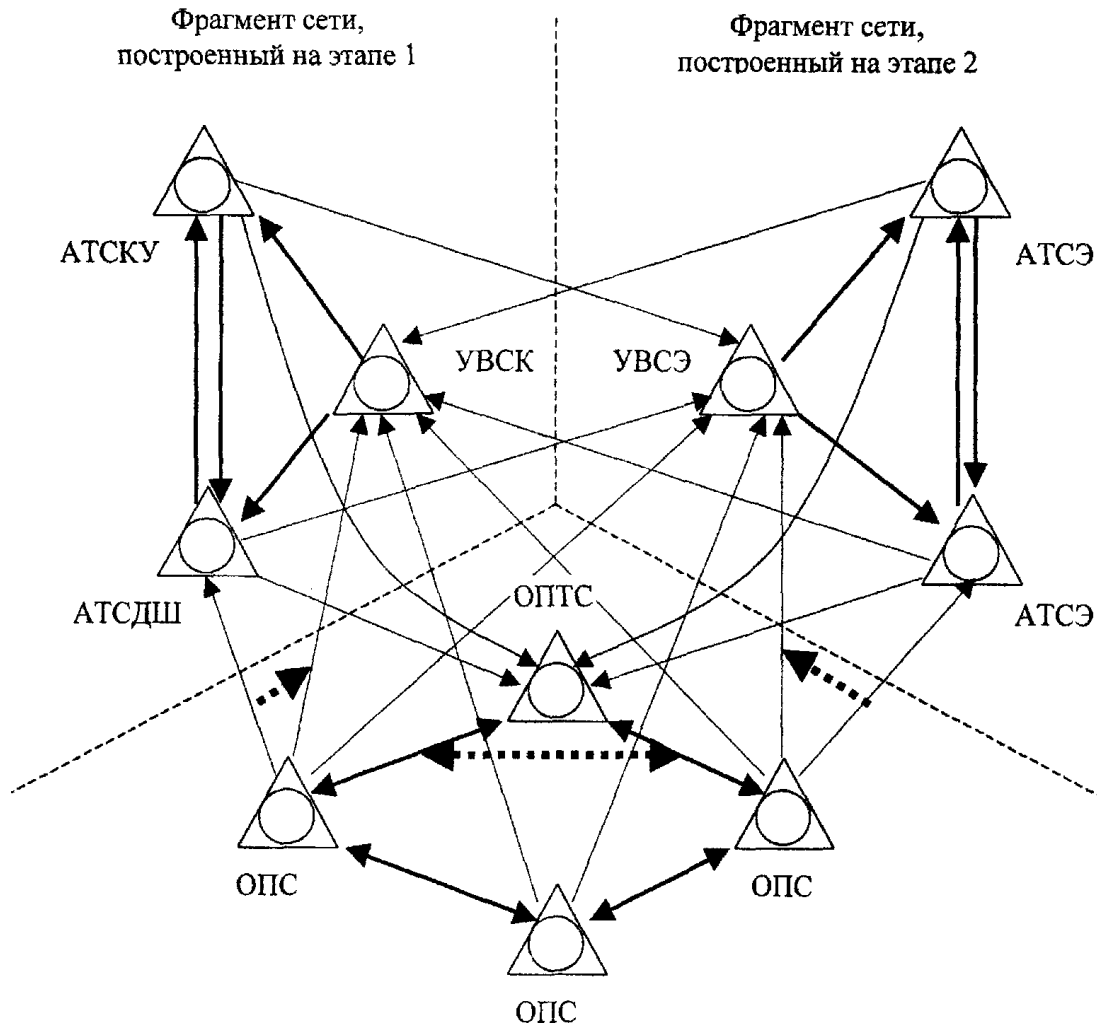 Фрагмент сети,
построенный на этапе 1
Фрагмент сети,
построенный на этапе 2
АТСКУ
АТСЭ
УВСК
УВСЭ
АТСДШ
ОПТС
АТСЭ
ОПС
ОПС
ОПС